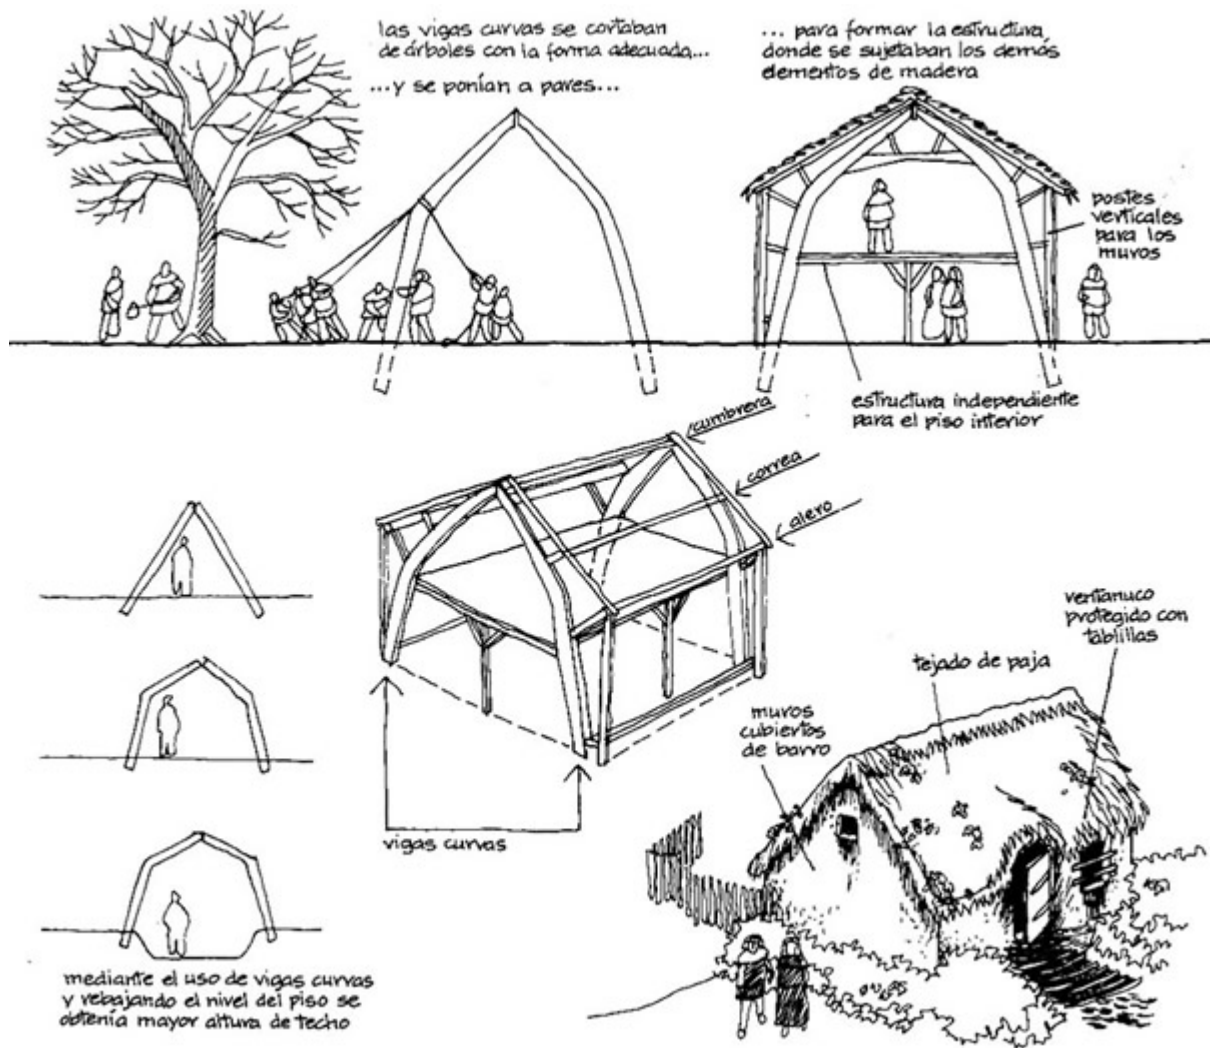 las vigas curvas se cortaban
de árboles con la forma adecuada...
...y se ponían a pares...
... para formar la estructura
donde se sujetaban los demás
elementos de madera
postes
verticales
para los
muros
estructura independiente
para el piso interior
cumbrera
correa
alero
vigas curvas
mediante el uso de vigas curvas
y rebajando el nivel del piso se
obtenía mayor altura de techo
muros
cubiertos
de barro
tejado de paja
ventanuco
protegido con
tablillas